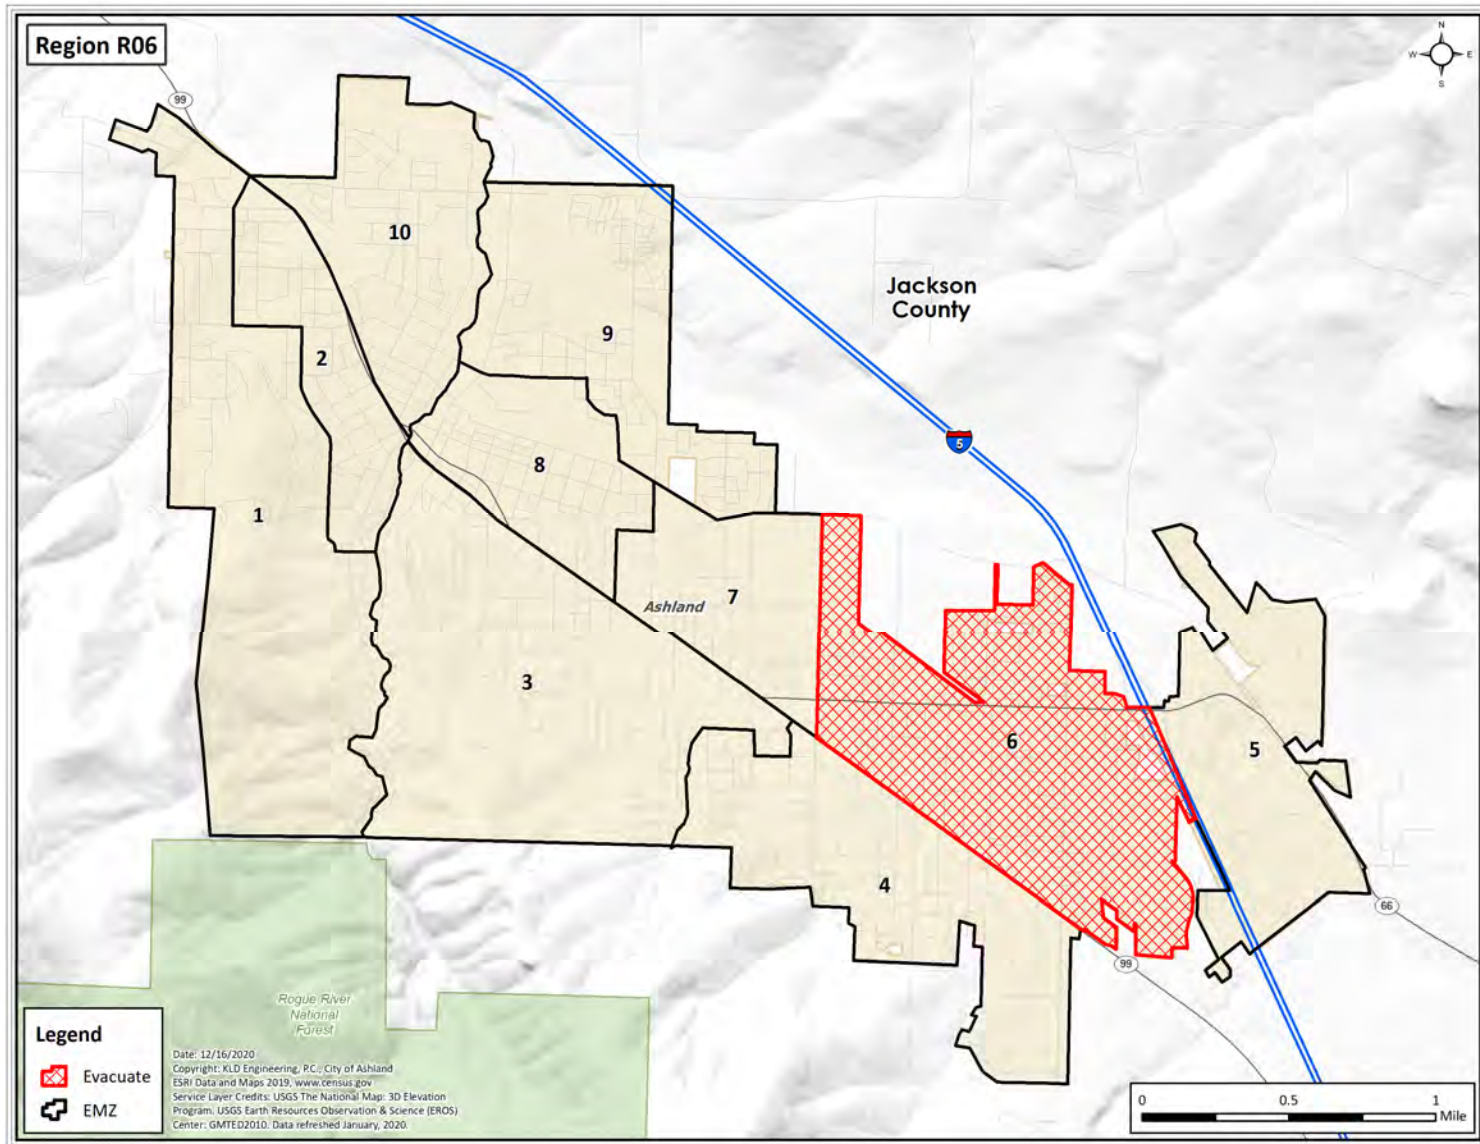 Region R06
N
W E
S
99
10
Jackson
County
9
2
5
8
1
7
Ashland
3
6
5
4
66
99
Rogue River
National
Forest
Legend
Evacuate
EMZ
Date: 12/16/2020
Copyright: KLD Engineering, P.C., City of Ashland
ESRI Data and Maps 2019, www.census.gov
Service Layer Credits: USGS The National Map: 3D Elevation
Program. USGS Earth Resources Observation & Science (EROS)
Center: GMTED2010. Data refreshed January, 2020.
0 0.5 1
Mile